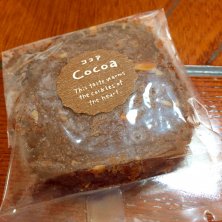 ココア
Cocoa
This taste warms
the cockles of
the heart.